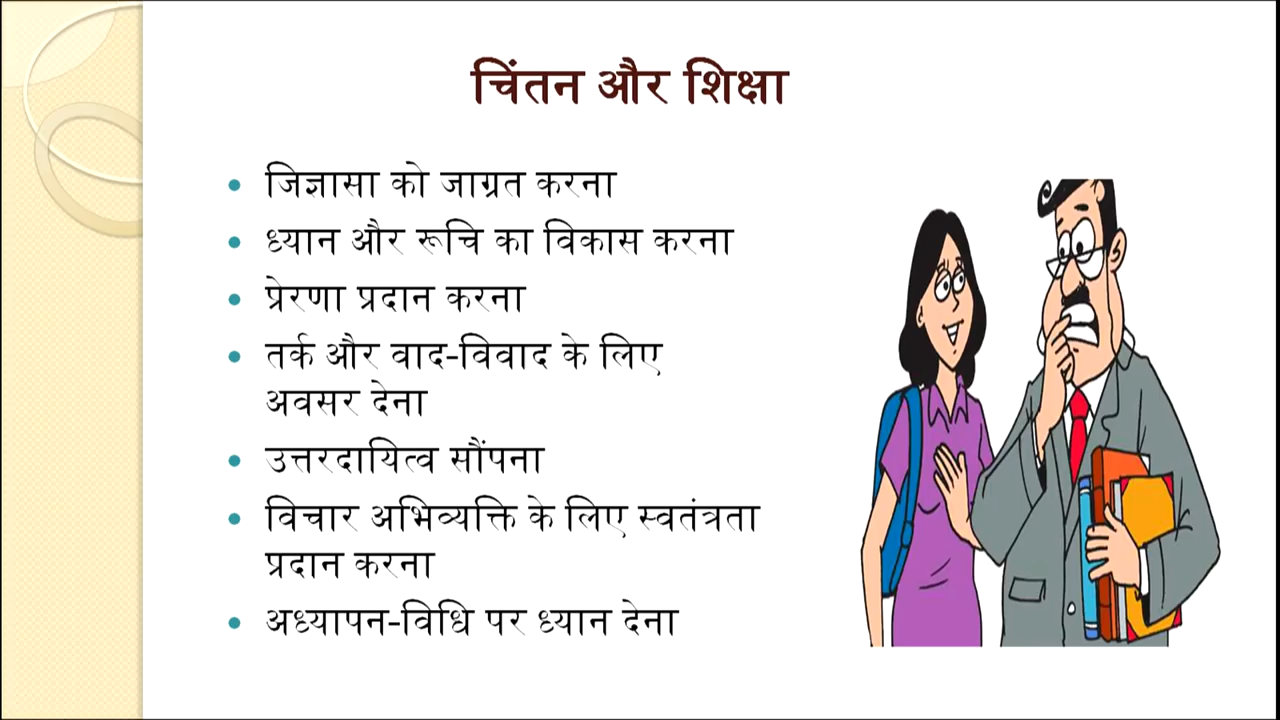 चिंतन और शिक्षा
• जिज्ञासा को जाग्रत करना
• ध्यान और रूचि का विकास करना
• प्रेरणा प्रदान करना
• तर्क और वाद-विवाद के लिए
अवसर देना
• उत्तरदायित्व सौंपना
• विचार अभिव्यक्ति के लिए स्वतंत्रता
प्रदान करना
• अध्यापन-विधि पर ध्यान देना